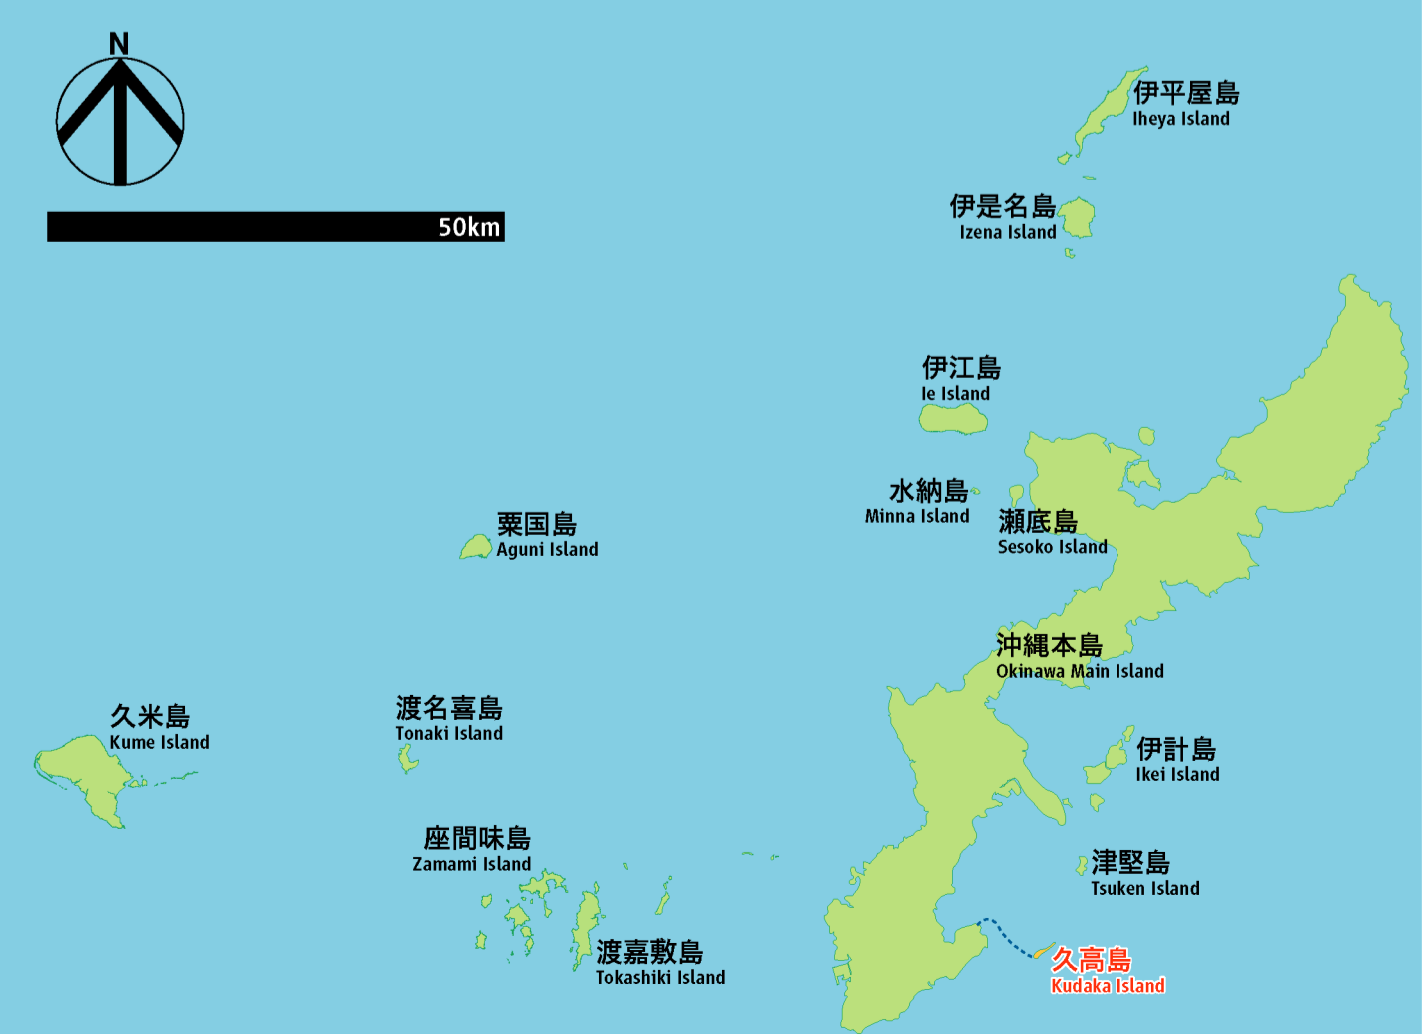 N
50km
伊平屋島
Iheya Island
伊是名島
Izena Island
伊江島
Ie Island
水納島
Minna Island
瀬底島
Sesoko Island
粟国島
Aguni Island
沖縄本島
Okinawa Main Island
久米島
Kume Island
渡名喜島
Tonaki Island
伊計島
Ikei Island
座間味島
Zamami Island
津堅島
Tsuken Island
渡嘉敷島
Tokashiki Island
久高島
Kudaka Island